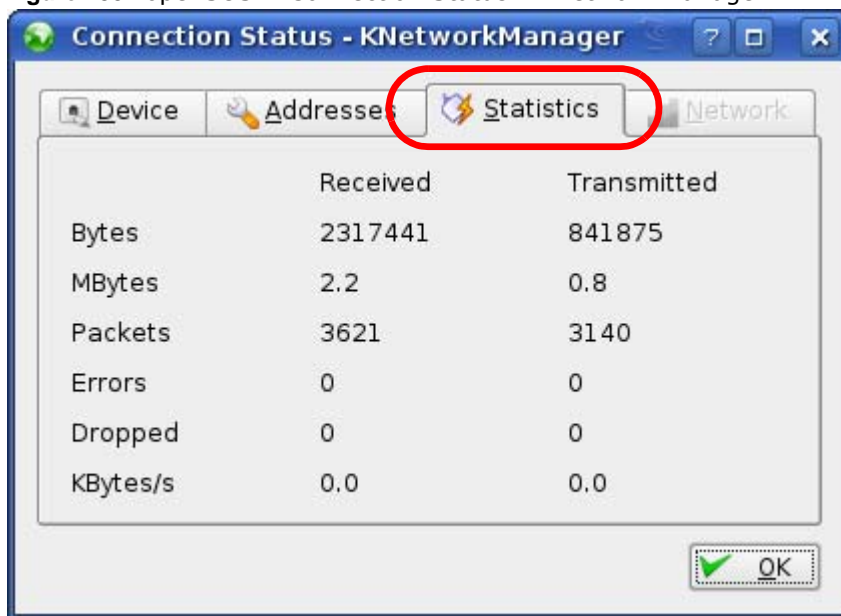 Connection Status - KNetworkManager
Device Addresses Statistics Network
Received Transmitted
Bytes 2317441 841875
MBytes 2.2 0.8
Packets 3621 3140
Errors 0 0
Dropped 0 0
KBytes/s 0.0 0.0
OK